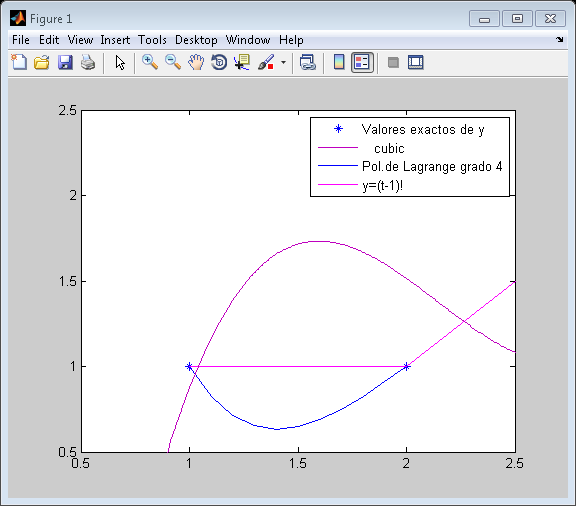 Figure 1
File Edit View Insert Tools Desktop Window Help
2.5
2
1.5
1
0.5
0.5 1 1.5 2 2.5
Valores exactos de y
cubic
Pol.de Lagrange grado 4
y=(t-1)!